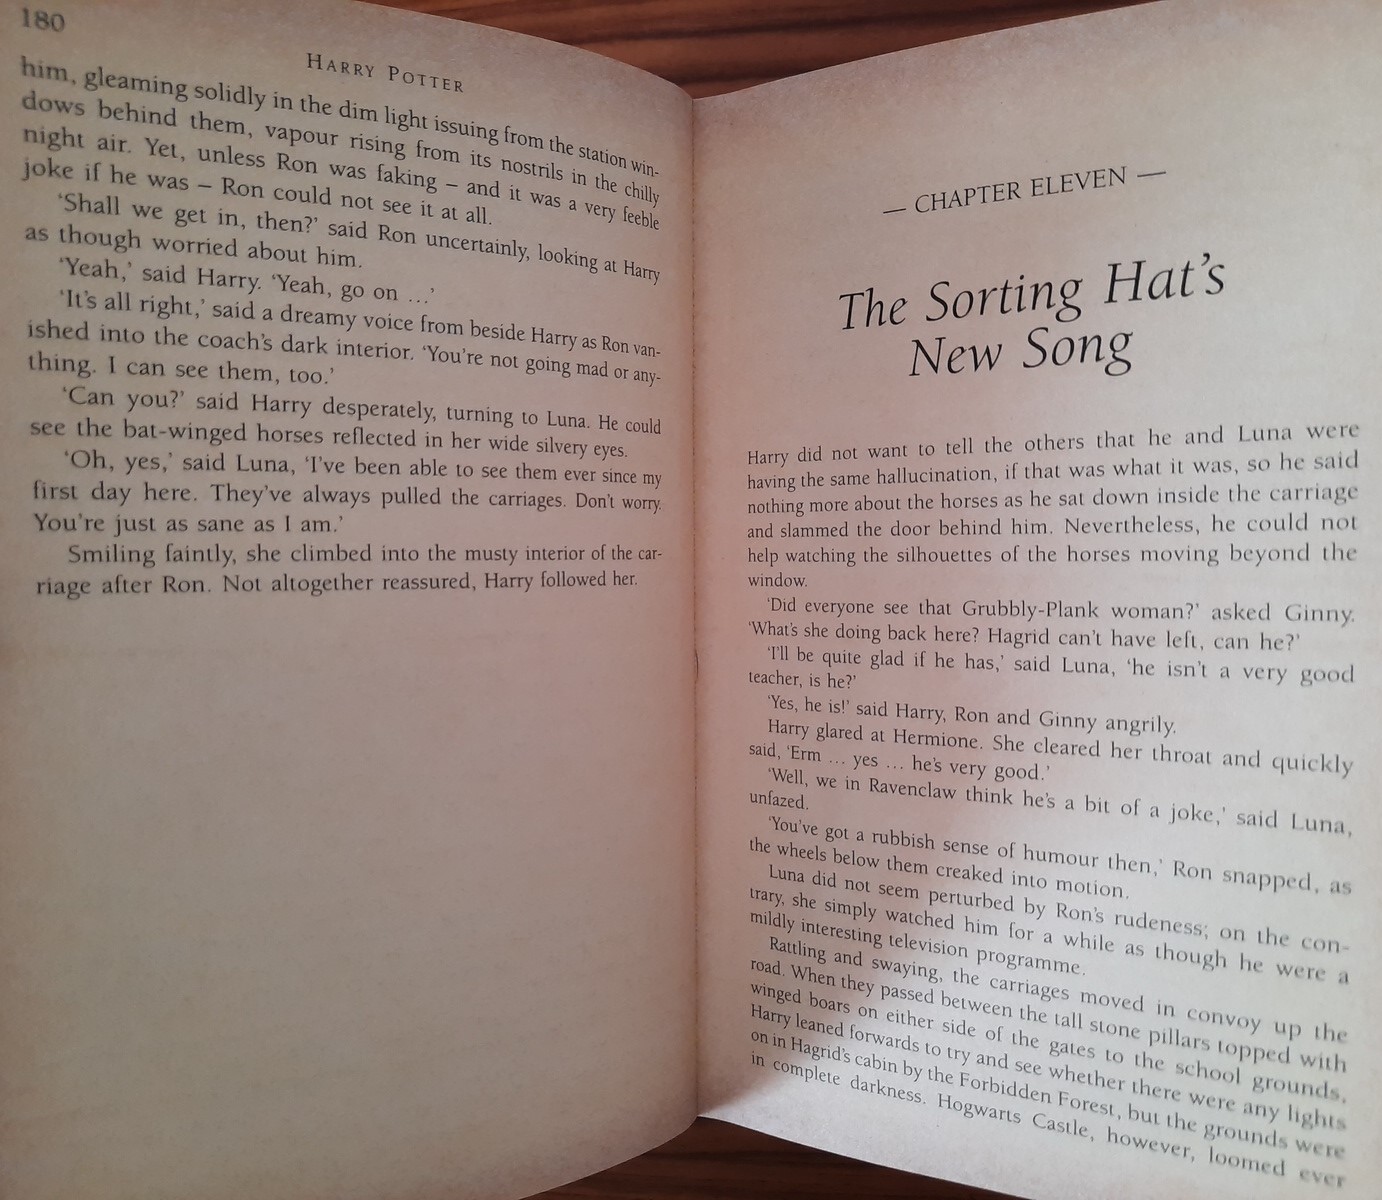 180
HARRY POTTER
him, gleaming solidly in the dim light issuing from the station win-
dows behind them, vapour rising from its nostrils in the chilly
night air. Yet, unless Ron was faking – and it was a very feeble
joke if he was – Ron could not see it at all.
‘Shall we get in, then?’ said Ron uncertainly, looking at Harry
as though worried about him.
‘Yeah,’ said Harry. ‘Yeah, go on …’
‘It’s all right,’ said a dreamy voice from beside Harry as Ron van-
ished into the coach’s dark interior. ‘You’re not going mad or any-
thing. I can see them, too.’
‘Can you?’ said Harry desperately, turning to Luna. He could
see the bat-winged horses reflected in her wide silvery eyes.
‘Oh, yes,’ said Luna, ‘I’ve been able to see them ever since my
first day here. They’ve always pulled the carriages. Don’t worry.
You’re just as sane as I am.’
Smiling faintly, she climbed into the musty interior of the car-
riage after Ron. Not altogether reassured, Harry followed her.
— CHAPTER ELEVEN —
The Sorting Hat’s
New Song
Harry did not want to tell the others that he and Luna were
having the same hallucination, if that was what it was, so he said
nothing more about the horses as he sat down inside the carriage
and slammed the door behind him. Nevertheless, he could not
help watching the silhouettes of the horses moving beyond the
window.
‘Did everyone see that Grubbly-Plank woman?’ asked Ginny.
‘What’s she doing back here? Hagrid can’t have left, can he?’
‘I’ll be quite glad if he has,’ said Luna, ‘he isn’t a very good
teacher, is he?’
‘Yes, he is!’ said Harry, Ron and Ginny angrily.
Harry glared at Hermione. She cleared her throat and quickly
said, ‘Erm … yes … he’s very good.’
‘Well, we in Ravenclaw think he’s a bit of a joke,’ said Luna,
unfazed.
‘You’ve got a rubbish sense of humour then,’ Ron snapped, as
the wheels below them creaked into motion.
Luna did not seem perturbed by Ron’s rudeness; on the con-
trary, she simply watched him for a while as though he were a
mildly interesting television programme.
Rattling and swaying, the carriages moved in convoy up the
road. When they passed between the tall stone pillars topped with
winged boars on either side of the gates to the school grounds,
Harry leaned forwards to try and see whether there were any lights
on in Hagrid’s cabin by the Forbidden Forest, but the grounds were
in complete darkness. Hogwarts Castle, however, loomed ever